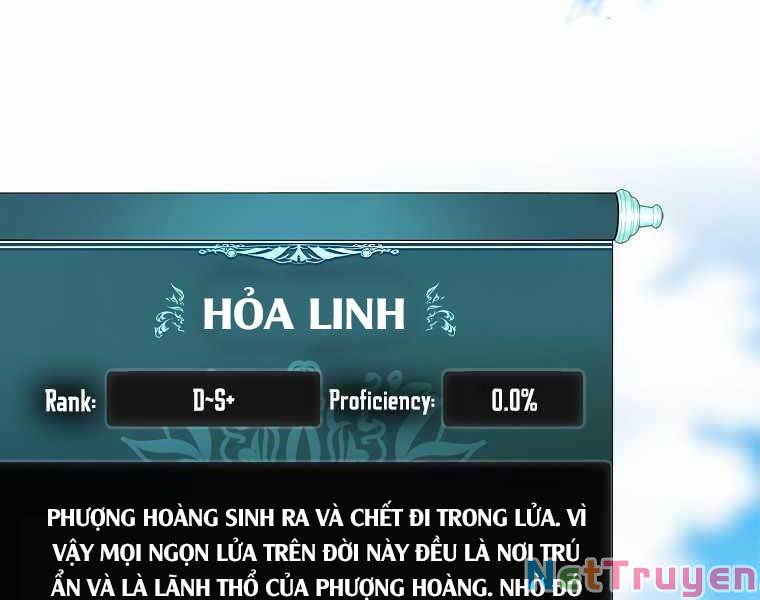 HỎA LINH
Rank: D~S+ Proficiency: 0.0%
PHƯỢNG HOÀNG SINH RA VÀ CHẾT ĐI TRONG LỬA. VÌ
VẬY MỌI NGỌN LỬA TRÊN ĐỜI NÀY ĐỀU LÀ NƠI TRÚ
ẨN VÀ LÀ LÃNH THỔ CỦA PHƯỢNG HOÀNG. NHỜ ĐÓ
NetTruyen